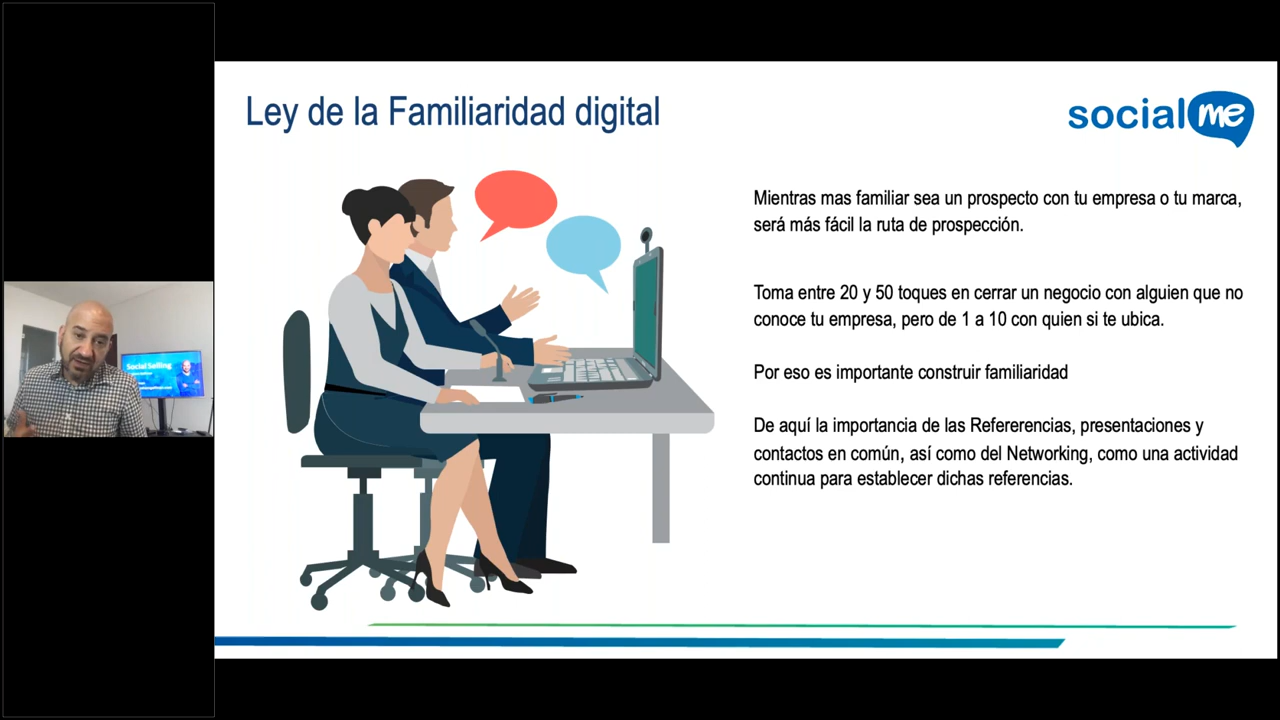 Ley de la Familiaridad digital
social me
Mientras mas familiar sea un prospecto con tu empresa o tu marca,
será más fácil la ruta de prospección.
Toma entre 20 y 50 toques en cerrar un negocio con alguien que no
conoce tu empresa, pero de 1 a 10 con quien si te ubica.
Por eso es importante construir familiaridad
De aquí la importancia de las Refererencias, presentaciones y
contactos en común, así como del Networking, como una actividad
continua para establecer dichas referencias.
Social Selling